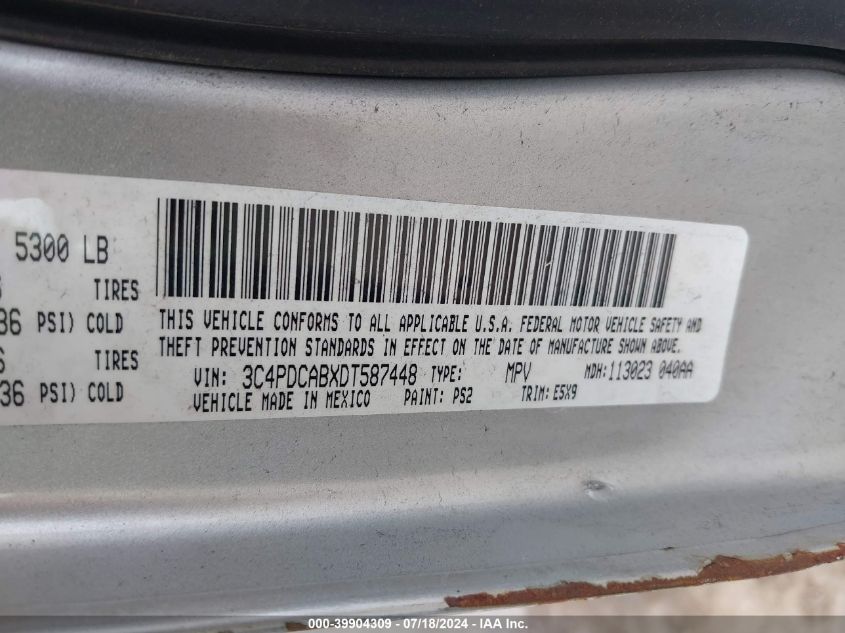 5300 LB
TIRES
36 PSI) COLD
TIRES
36 PSI) COLD
THIS VEHICLE CONFORMS TO ALL APPLICABLE U.S.A. FEDERAL MOTOR VEHICLE SAFETY AND
THEFT PREVENTION STANDARDS IN EFFECT ON THE DATE OF MANUFACTURE SHOWN ABOVE.
VIN: 3C4PDCABXDT587448 TYPE: MPV MDH:113023 040AA
VEHICLE MADE IN MEXICO PAINT: PS2 TRIM: E5X9
000-39904309 - 07/18/2024 - IAA Inc.